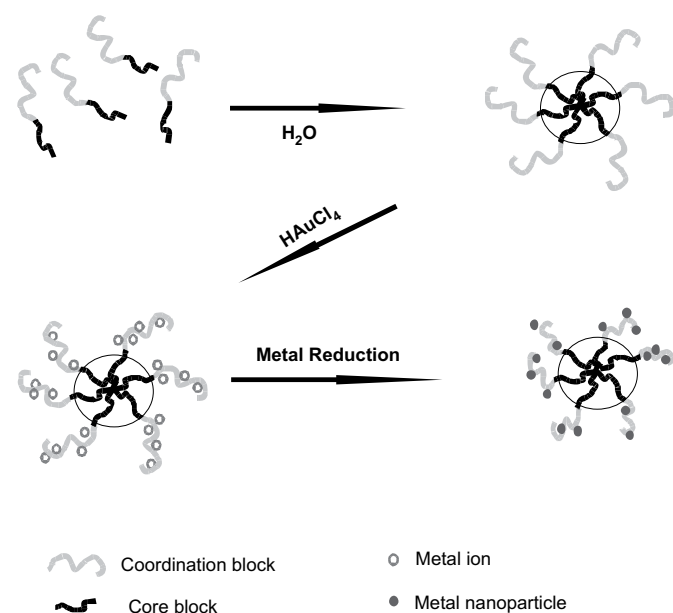 H₂O
HAuCl₄
Metal Reduction
Coordination block
Metal ion
Core block
Metal nanoparticle